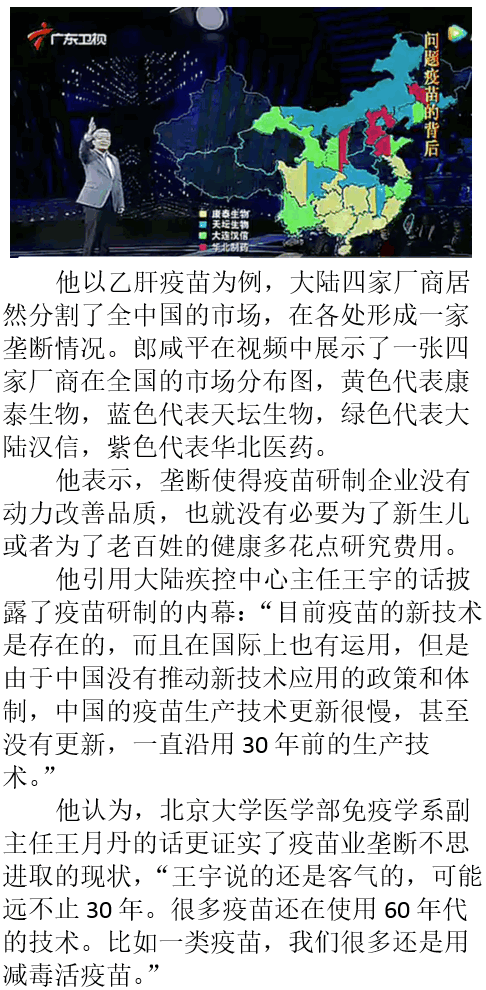 广东卫视
问题疫苗的背后
康泰生物
天坛生物
大连汉信
华北制药
他以乙肝疫苗为例，大陆四家厂商居
然分割了全中国的市场，在各处形成一家
垄断情况。郎咸平在视频中展示了一张四
家厂商在全国的市场分布图，黄色代表康
泰生物，蓝色代表天坛生物，绿色代表大
陆汉信，紫色代表华北医药。
他表示，垄断使得疫苗研制企业没有
动力改善品质，也就没有必要为了新生儿
或者为了老百姓的健康多花点研究费用。
他引用大陆疾控中心主任王宇的话披
露了疫苗研制的内幕：“目前疫苗的新技术
是存在的，而且在国际上也有运用，但是
由于中国没有推动新技术应用的政策和体
制，中国的疫苗生产技术更新很慢，甚至
没有更新，一直沿用 30 年前的生产技
术。”
他认为，北京大学医学部免疫学系副
主任王月丹的话更证实了疫苗业垄断不思
进取的现状，“王宇说的还是客气的，可能
远不止 30 年。很多疫苗还在使用 60 年代
的技术。比如一类疫苗，我们很多还是用
减毒活疫苗。”